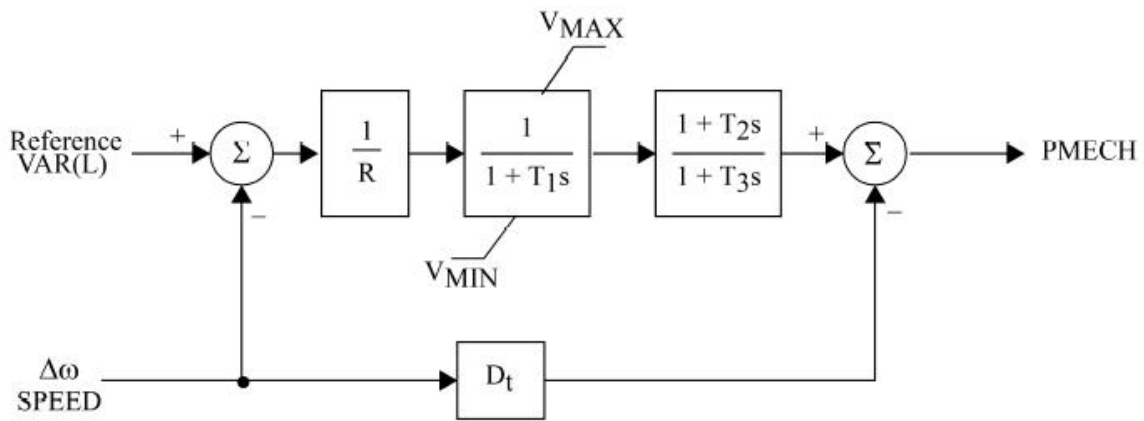 VMAX
Reference
VAR(L)
+
Σ
−
1
R
1
1 + T1s
VMIN
1 + T2s
1 + T3s
+
Σ
−
PMECH
Δω
SPEED
Dt